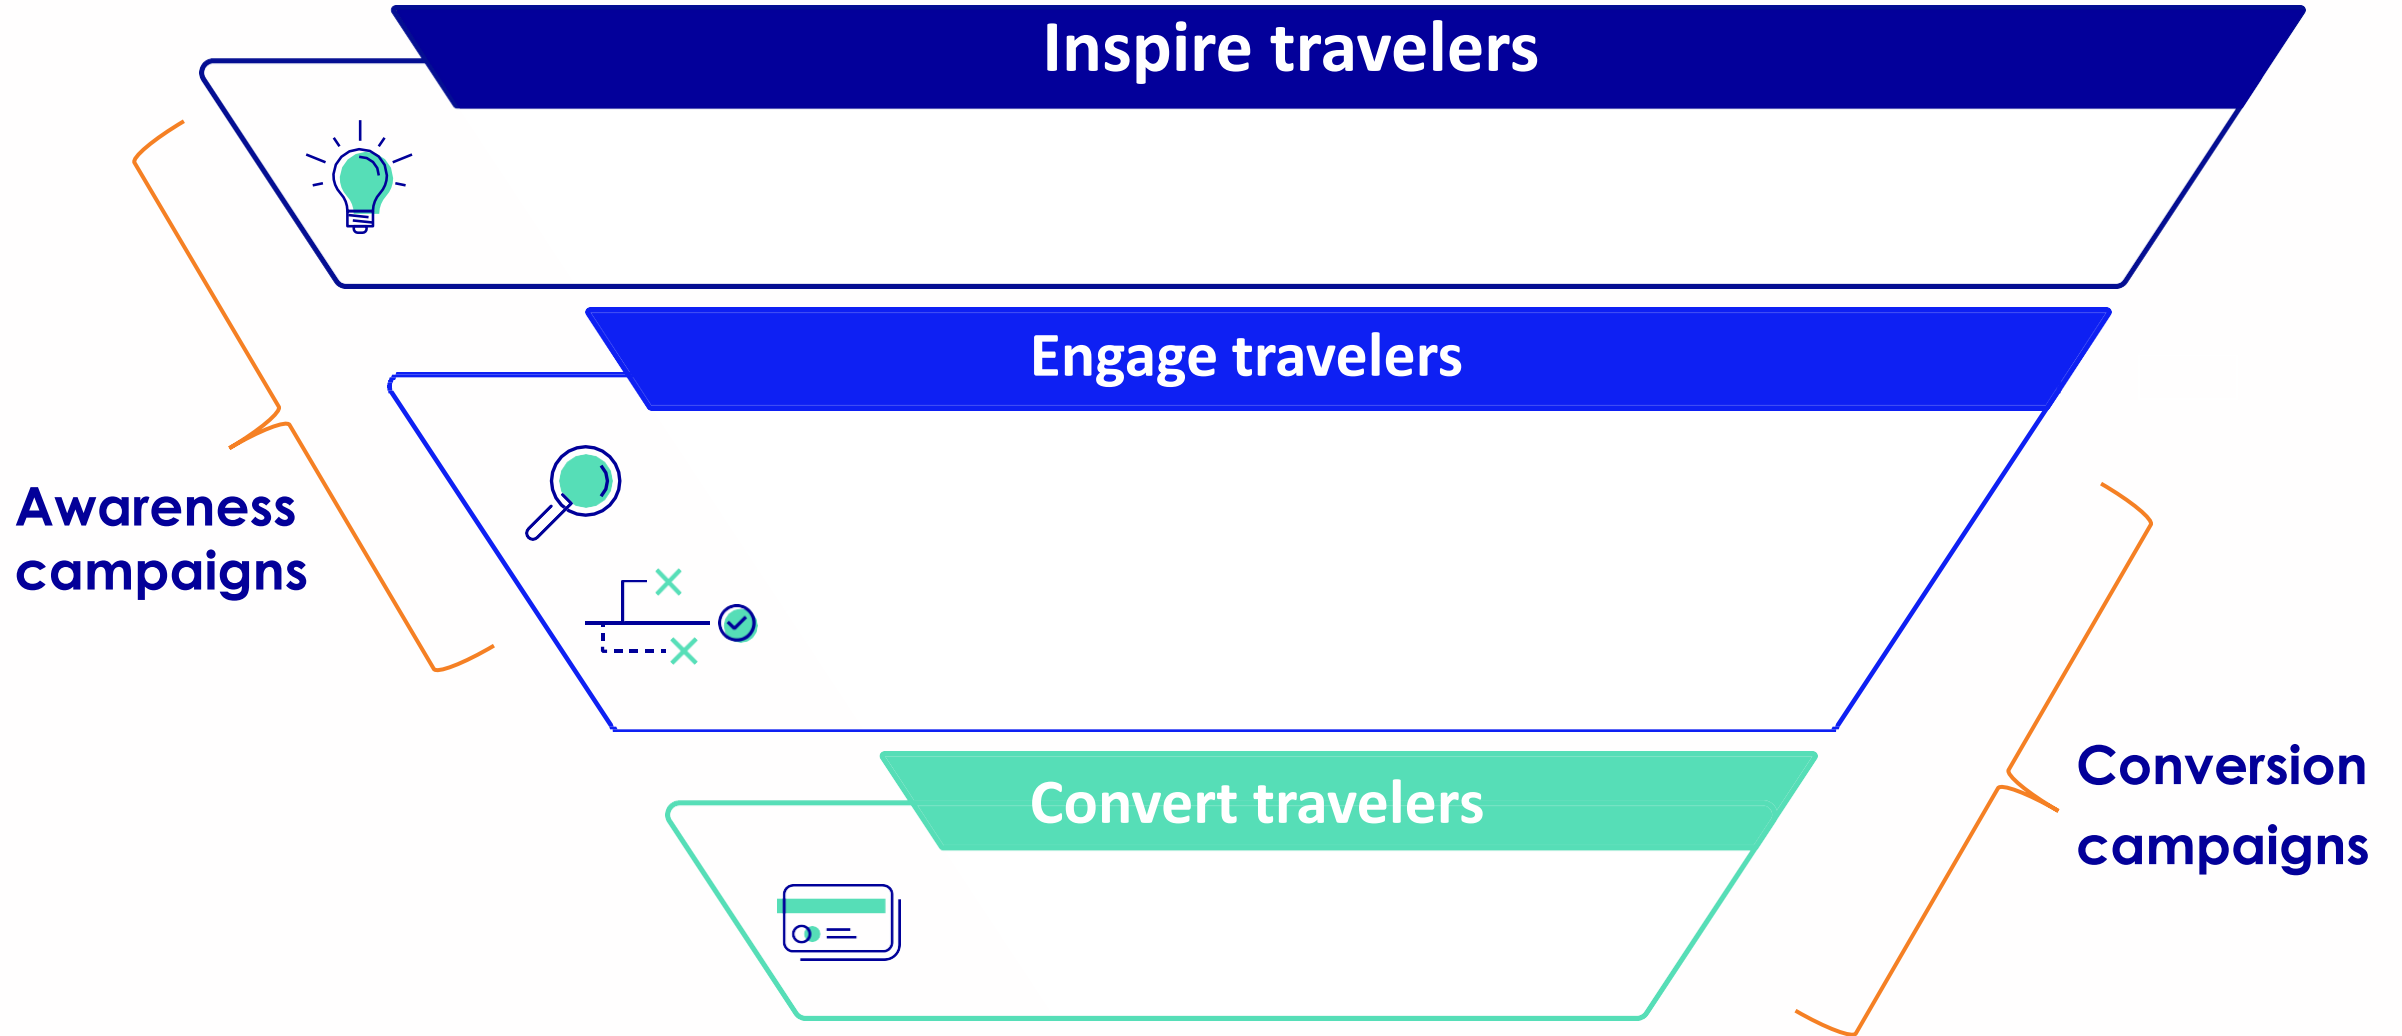 Inspire travelers
Engage travelers
Awareness
campaigns
Convert travelers
Conversion
campaigns